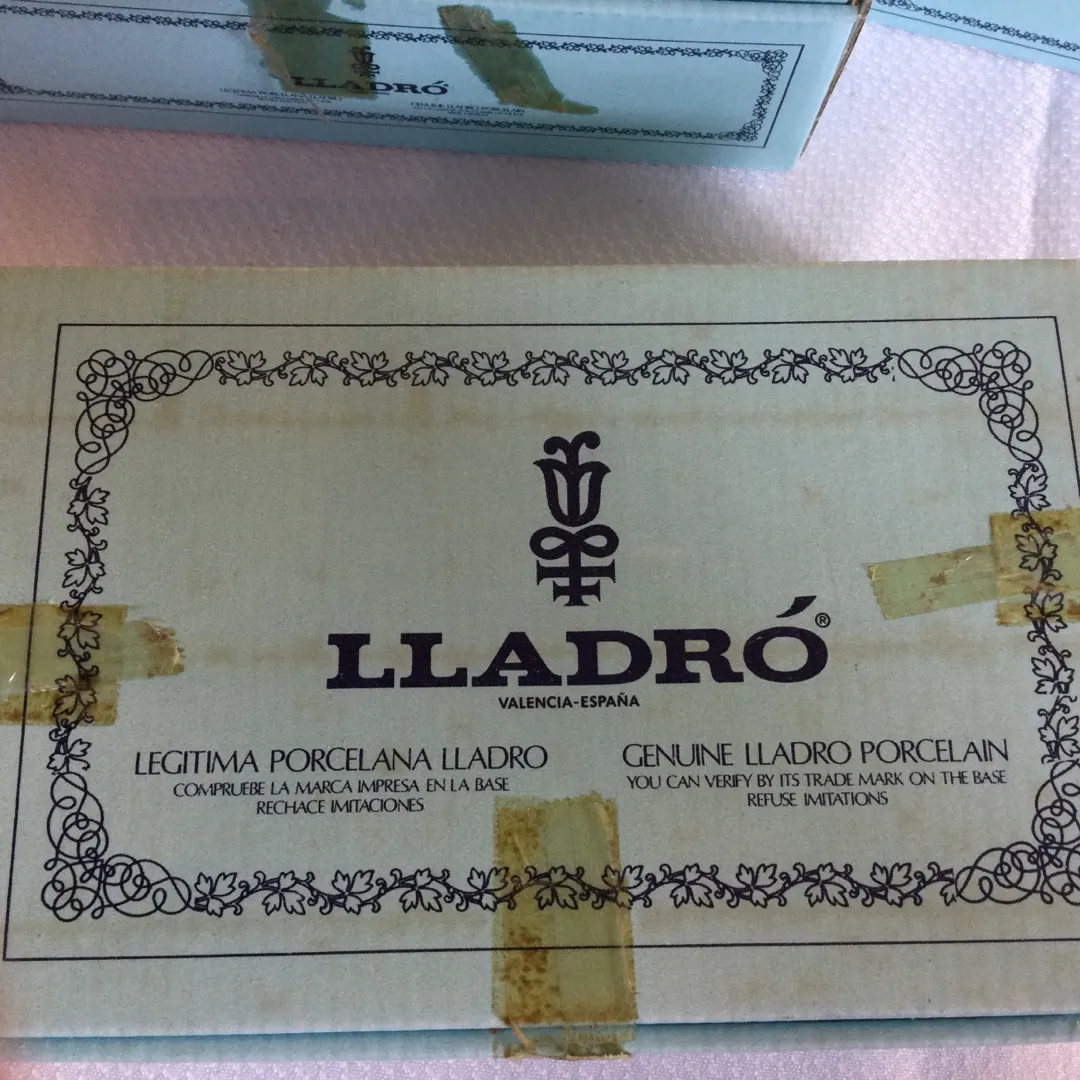 LLADRÓ
LLADRÓ®
VALENCIA-ESPAÑA
LEGITIMA PORCELANA LLADRO
COMPRUEBE LA MARCA IMPRESA EN LA BASE
RECHACE IMITACIONES
GENUINE LLADRO PORCELAIN
YOU CAN VERIFY BY ITS TRADE MARK ON THE BASE
REFUSE IMITATIONS